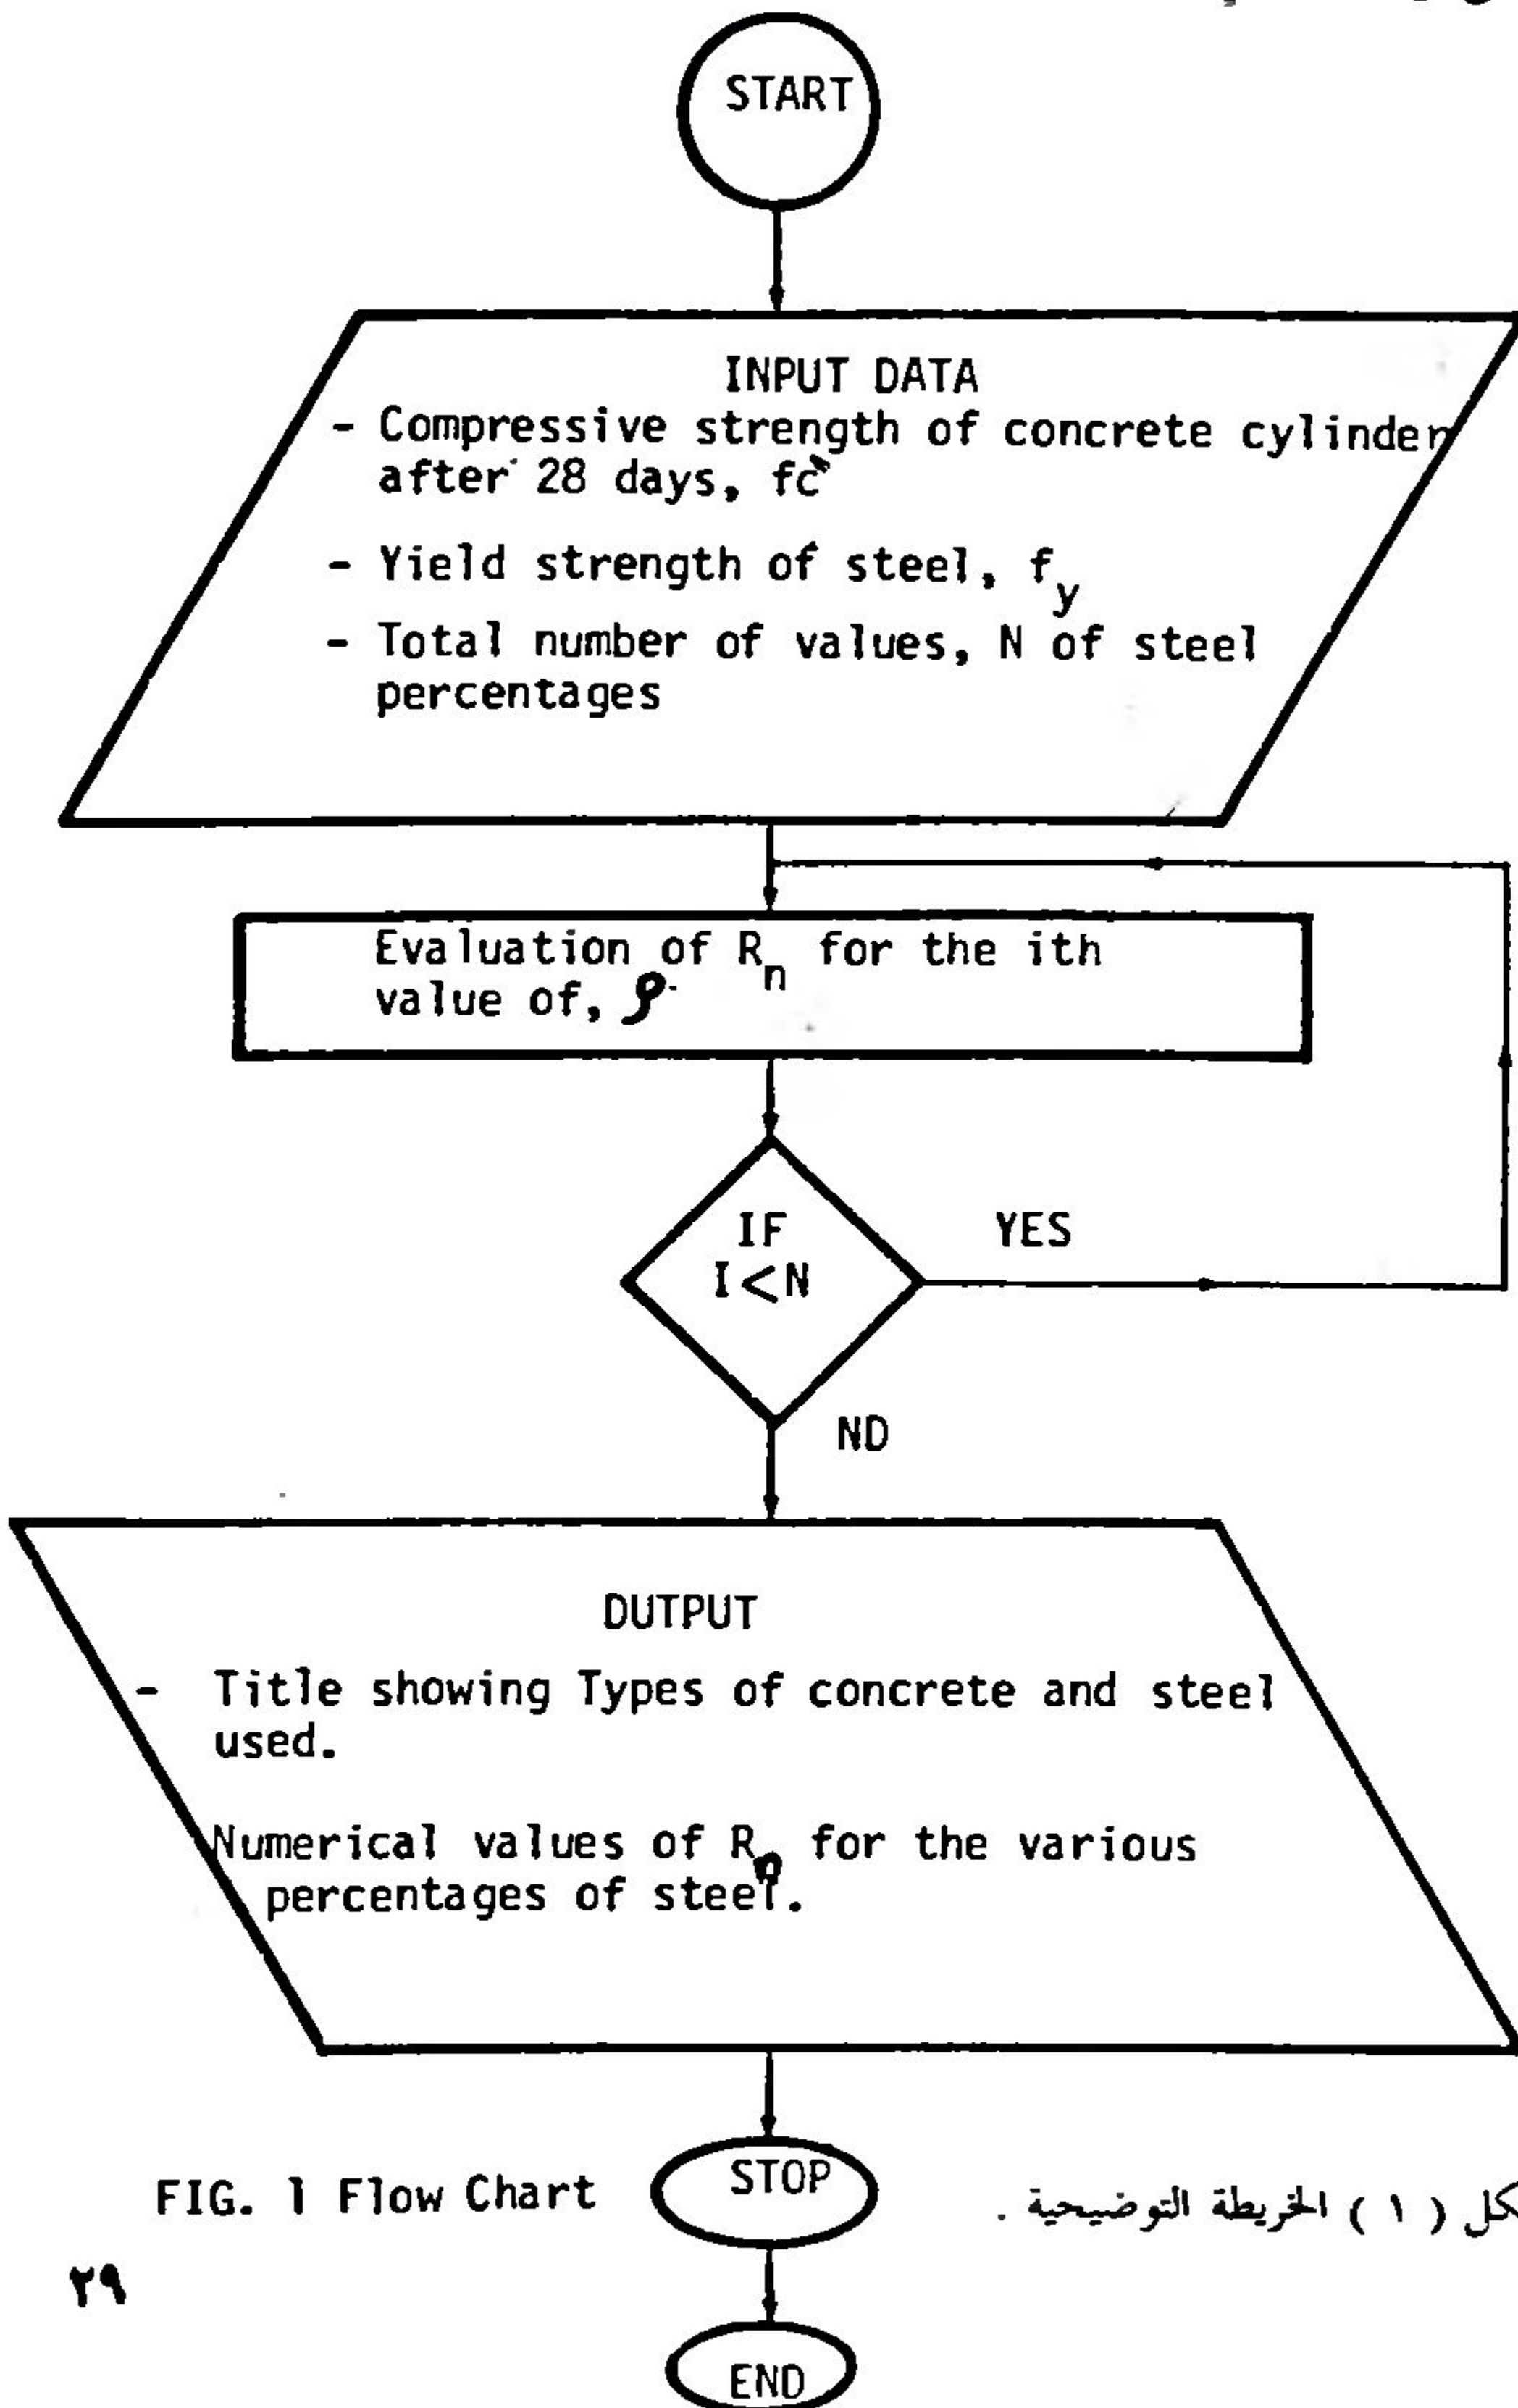 START
INPUT DATA
- Compressive strength of concrete cylinder
after 28 days, fc`
- Yield strength of steel, fy
- Total number of values, N of steel
percentages
Evaluation of Rn for the ith
value of, ρ
IF
I<N
YES
ND
DUTPUT
- Title showing Types of concrete and steel
used.
Numerical values of Rn for the various
percentages of steel.
STOP
FIG. 1 Flow Chart
كل ( ١ ) الخريطة التوضيحية .
٢٩
END